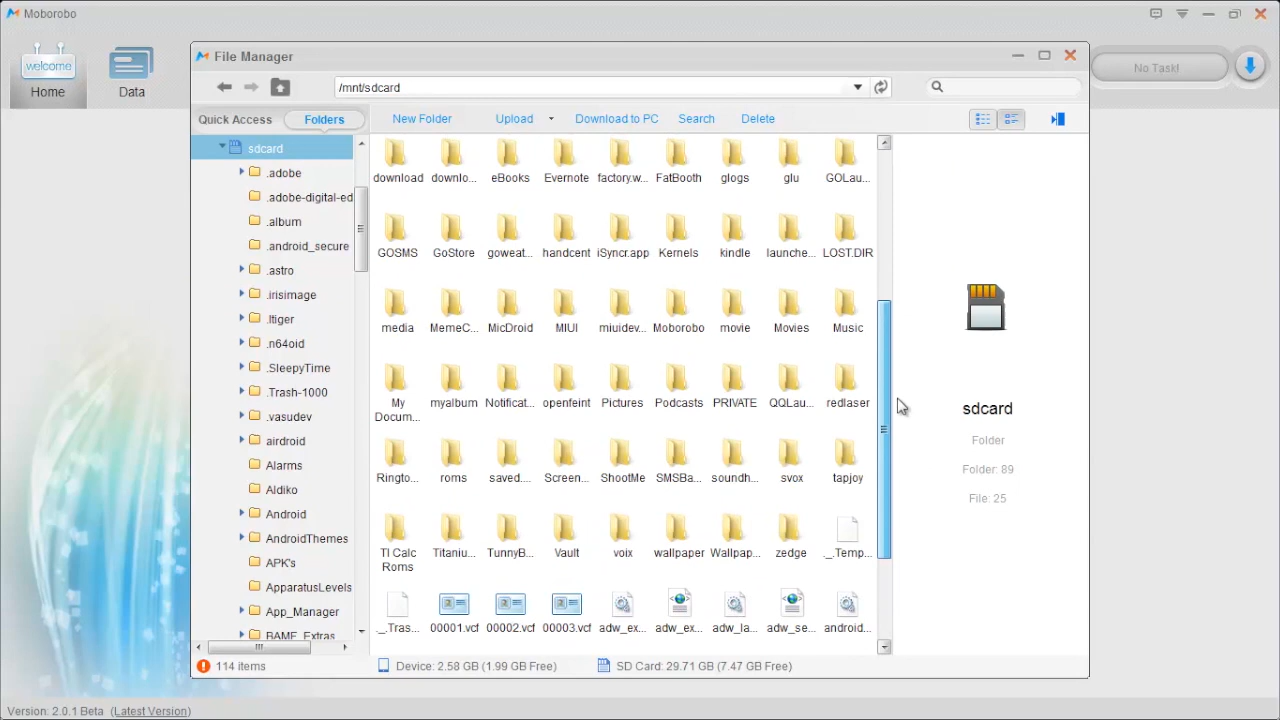 Moborobo
welcome
Home
Data
File Manager
/mnt/sdcard
No Task!
Quick Access
Folders
New Folder
Upload
Download to PC
Search
Delete
sdcard
.adobe
.adobe-digital-ed
.album
.android_secure
.astro
.irisimage
.ltiger
.n64oid
.SleepyTime
.Trash-1000
.vasudev
airdroid
Alarms
Aldiko
Android
AndroidThemes
APK's
ApparatusLevels
App_Manager
BAME_Extras
download downlo... eBooks Evernote factory.w... FatBooth glogs glu GOLau...
GOSMS GoStore goweat... handcent iSyncr.app Kernels kindle launche... LOST.DIR
media MemeC... MicDroid MIUI miuidev... Moborobo movie Movies Music
My Docum... myalbum Notificat... openfeint Pictures Podcasts PRIVATE QQLau... redlaser
Ringto... roms saved.... Screen... ShootMe SMSBa... soundh... svox tapjoy
TI Calc Roms Titaniu... TunnyB... Vault voix wallpaper Wallpap... zedge ._.Temp...
._.Tras... 00001.vcf 00002.vcf 00003.vcf adw_ex... adw_ex... adw_la... adw_se... android...
sdcard
Folder
Folder: 89
File: 25
114 items
Device: 2.58 GB (1.99 GB Free)
SD Card: 29.71 GB (7.47 GB Free)
Version: 2.0.1 Beta (Latest Version)